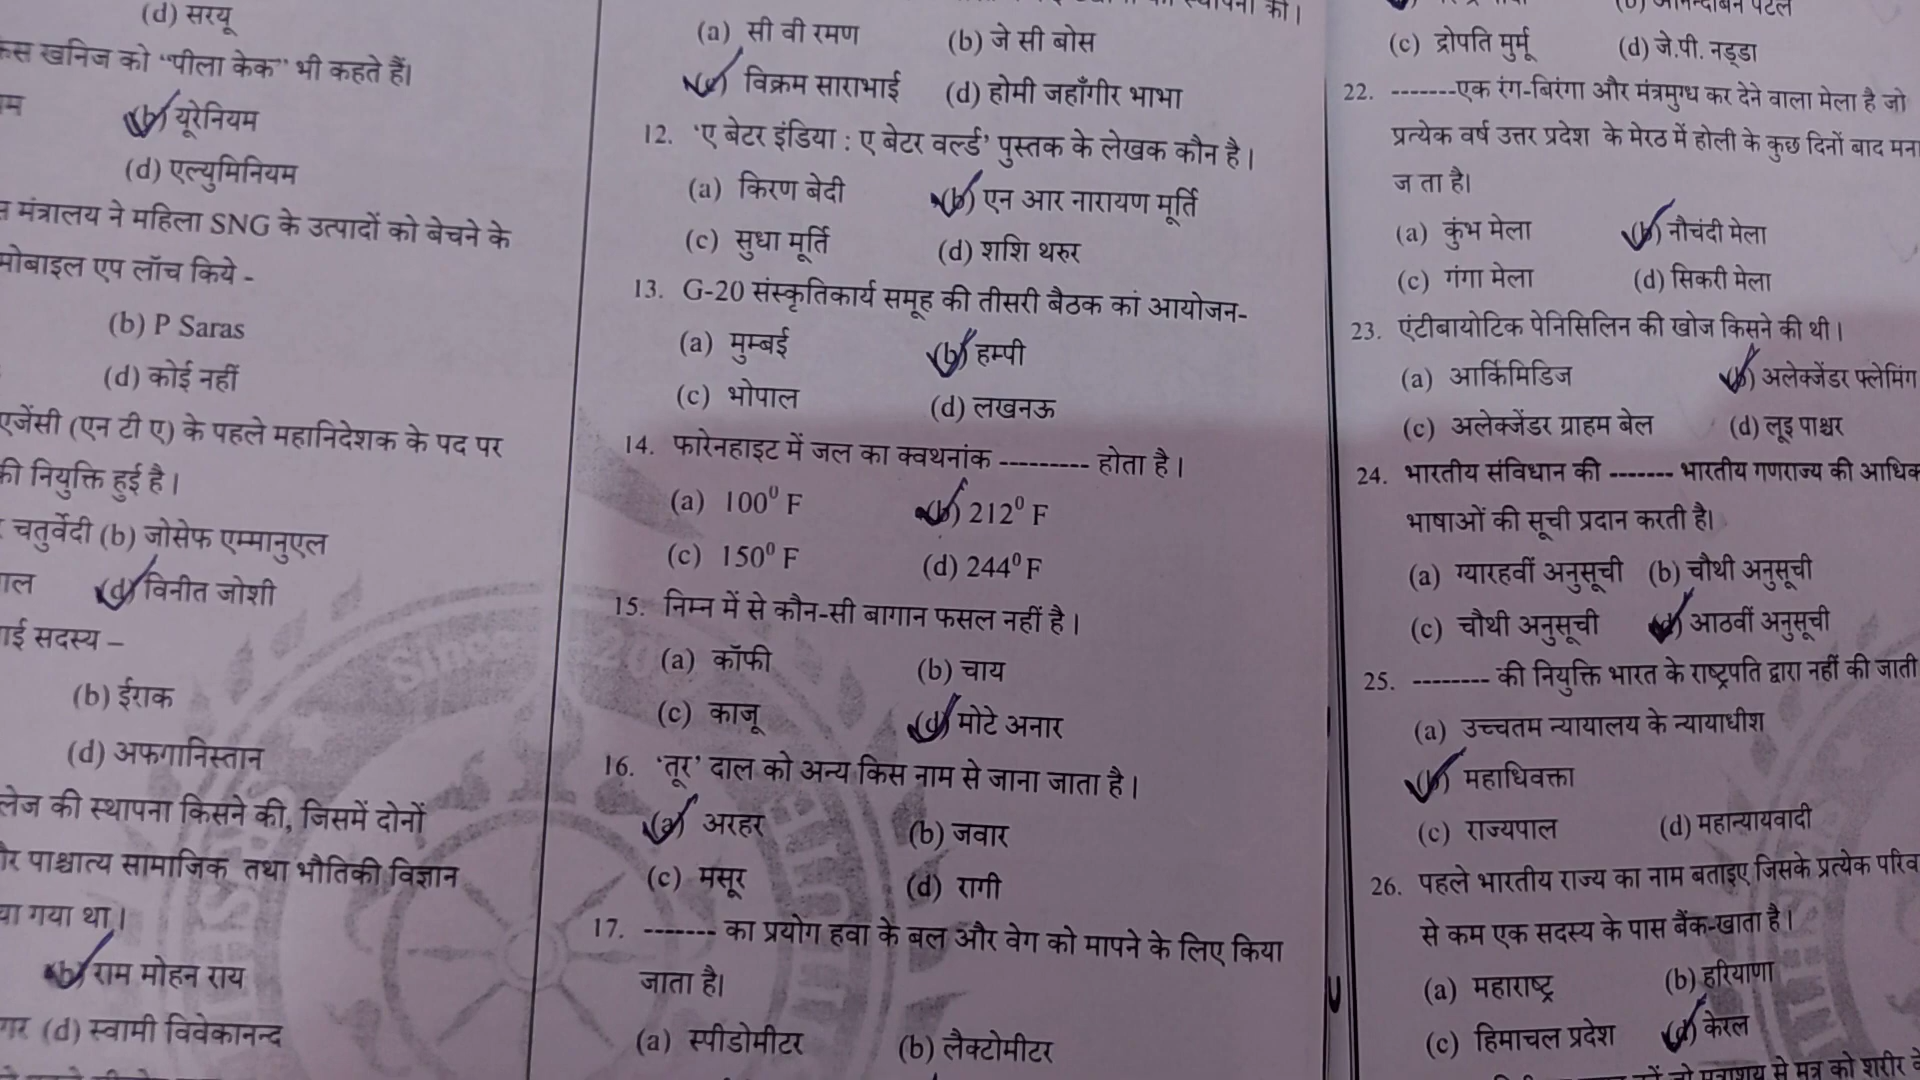 (d) सरयू
खनिज को “पीला केक” भी कहते हैं।
(b) यूरेनियम
(d) एल्युमिनियम
मंत्रालय ने महिला SNG के उत्पादों को बेचने के
मोबाइल एप लॉच किये -
(b) P Saras
(d) कोई नहीं
एजेंसी (एन टी ए) के पहले महानिदेशक के पद पर
की नियुक्ति हुई है।
चतुर्वेदी (b) जोसेफ एम्मानुएल
(d) विनीत जोशी
सदस्य –
(b) ईराक
(d) अफगानिस्तान
की स्थापना किसने की, जिसमें दोनों
पाश्चात्य सामाजिक तथा भौतिकी विज्ञान
गया था।
(b) राम मोहन राय
(d) स्वामी विवेकानन्द
(a) सी वी रमण (b) जे सी बोस
(c) विक्रम साराभाई (d) होमी जहाँगीर भाभा
12. ‘ए बेटर इंडिया : ए बेटर वर्ल्ड’ पुस्तक के लेखक कौन है।
(a) किरण बेदी (b) एन आर नारायण मूर्ति
(c) सुधा मूर्ति (d) शशि थरुर
13. G-20 संस्कृतिकार्य समूह की तीसरी बैठक कां आयोजन-
(a) मुम्बई (b) हम्पी
(c) भोपाल (d) लखनऊ
14. फारेनहाइट में जल का क्वथनांक --------- होता है।
(a) 100⁰ F (b) 212⁰ F
(c) 150⁰ F (d) 244⁰ F
15. निम्न में से कौन-सी बागान फसल नहीं है।
(a) कॉफी (b) चाय
(c) काजू (d) मोटे अनार
16. ‘तूर’ दाल को अन्य किस नाम से जाना जाता है।
(a) अरहर (b) जवार
(c) मसूर (d) रागी
17. ------- का प्रयोग हवा के बल और वेग को मापने के लिए किया
जाता है।
(a) स्पीडोमीटर (b) लैक्टोमीटर
(c) द्रोपति मुर्मू (d) जे.पी. नड्डा
22. -------एक रंग-बिरंगा और मंत्रमुग्ध कर देने वाला मेला है जो
प्रत्येक वर्ष उत्तर प्रदेश के मेरठ में होली के कुछ दिनों बाद मना
ज ता है।
(a) कुंभ मेला (b) नौचंदी मेला
(c) गंगा मेला (d) सिकरी मेला
23. एंटीबायोटिक पेनिसिलिन की खोज किसने की थी।
(a) आर्किमिडिज (b) अलेक्जेंडर फ्लेमिंग
(c) अलेक्जेंडर ग्राहम बेल (d) लूइ पाश्चर
24. भारतीय संविधान की ------- भारतीय गणराज्य की आधिक
भाषाओं की सूची प्रदान करती है।
(a) ग्यारहवीं अनुसूची (b) चौथी अनुसूची
(c) चौथी अनुसूची (d) आठवीं अनुसूची
25. -------- की नियुक्ति भारत के राष्ट्रपति द्वारा नहीं की जाती
(a) उच्चतम न्यायालय के न्यायाधीश
(b) महाधिवक्ता
(c) राज्यपाल (d) महान्यायवादी
26. पहले भारतीय राज्य का नाम बताइए जिसके प्रत्येक परिव
से कम एक सदस्य के पास बैंक-खाता है।
(a) महाराष्ट्र (b) हरियाणा
(c) हिमाचल प्रदेश (d) केरल